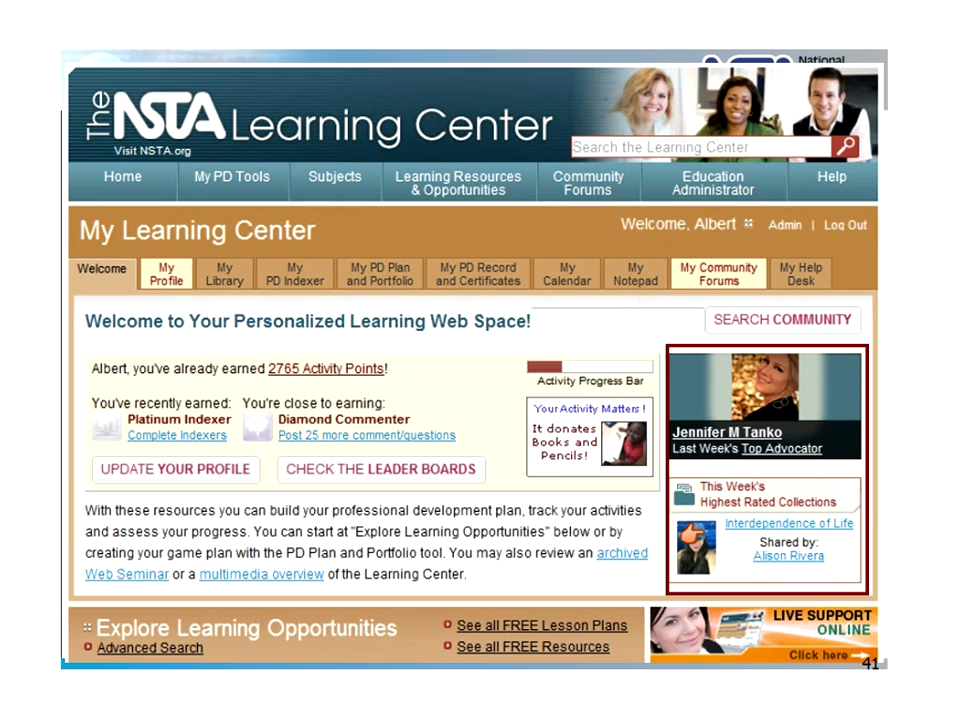 National
The NSTA Learning Center
Visit NSTA.org
Search the Learning Center
Home
My PD Tools
Subjects
Learning Resources
& Opportunities
Community
Forums
Education
Administrator
Help
My Learning Center
Welcome, Albert
Admin | Log Out
Welcome
My
Profile
My
Library
My
PD Indexer
My PD Plan
and Portfolio
My PD Record
and Certificates
My
Calendar
My
Notepad
My Community
Forums
My Help
Desk
Welcome to Your Personalized Learning Web Space!
SEARCH COMMUNITY
Albert, you've already earned 2765 Activity Points!
Activity Progress Bar
You've recently earned:
Platinum Indexer
Complete Indexers
You're close to earning:
Diamond Commenter
Post 25 more comment/questions
Your Activity Matters !
It donates
Books and
Pencils!
UPDATE YOUR PROFILE
CHECK THE LEADER BOARDS
Jennifer M Tanko
Last Week's Top Advocator
This Week's
Highest Rated Collections
Interdependence of Life
Shared by:
Alison Rivera
With these resources you can build your professional development plan, track your activities
and assess your progress. You can start at "Explore Learning Opportunities" below or by
creating your game plan with the PD Plan and Portfolio tool. You may also review an archived
Web Seminar or a multimedia overview of the Learning Center.
Explore Learning Opportunities
Advanced Search
See all FREE Lesson Plans
See all FREE Resources
LIVE SUPPORT
ONLINE
Click here
41